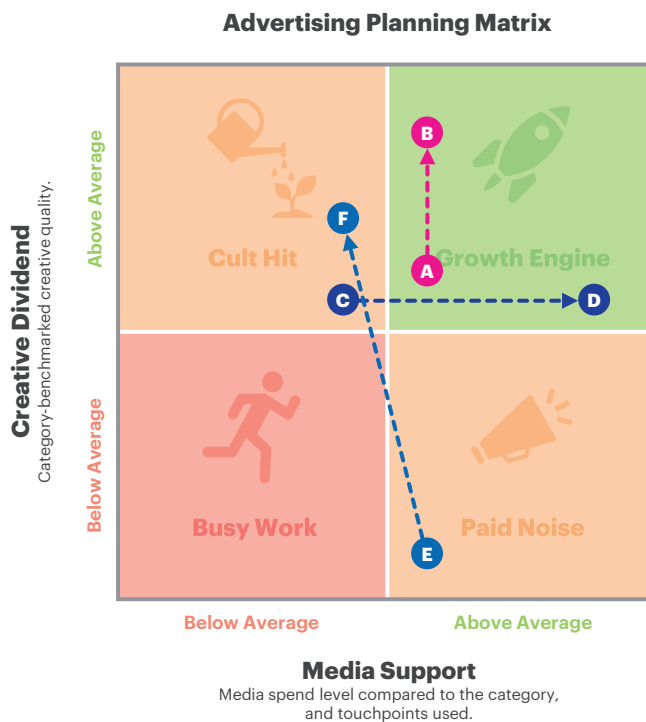 Advertising Planning Matrix
Creative Dividend
Category-benchmarked creative quality.
Above Average
Below Average
B
F
Cult Hit
A
Growth Engine
C
D
Busy Work
Paid Noise
E
Below Average
Above Average
Media Support
Media spend level compared to the category,
and touchpoints used.